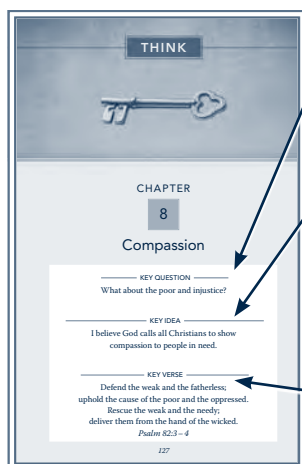 THINK
CHAPTER
8
Compassion
KEY QUESTION
What about the poor and injustice?
KEY IDEA
I believe God calls all Christians to show
compassion to people in need.
KEY VERSE
Defend the weak and the fatherless;
uphold the cause of the poor and the oppressed.
Rescue the weak and the needy;
deliver them from the hand of the wicked.
Psalm 82:3 – 4
127